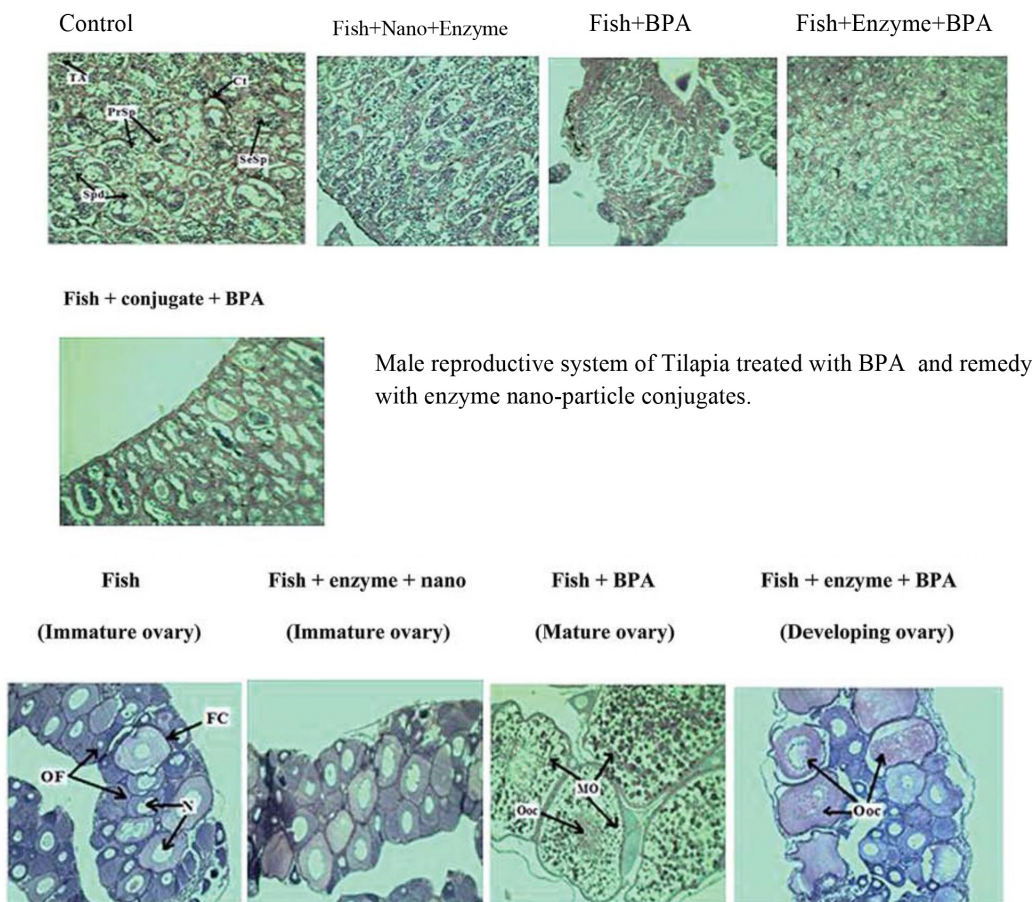 Control Fish+Nano+Enzyme Fish+BPA Fish+Enzyme+BPA
TA
CT
PrSp
SeSp
Spd
Fish + conjugate + BPA
Male reproductive system of Tilapia treated with BPA and remedy
with enzyme nano-particle conjugates.
Fish Fish + enzyme + nano Fish + BPA Fish + enzyme + BPA
(Immature ovary) (Immature ovary) (Mature ovary) (Developing ovary)
FC
OF
N
MO
Ooc
Ooc